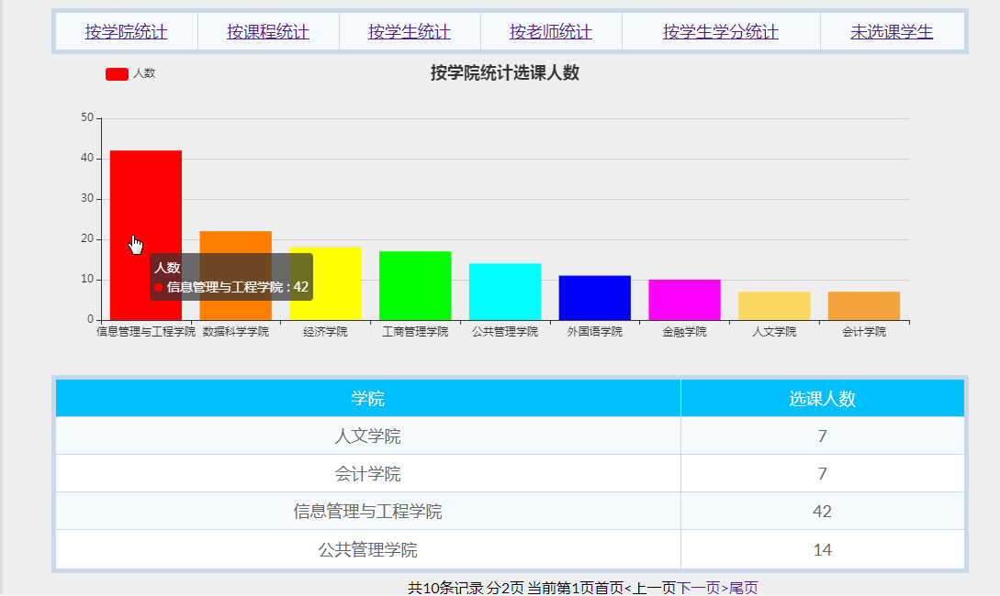 按学院统计 按课程统计 按学生统计 按老师统计 按学生学分统计 未选课学生
人数 按学院统计选课人数
50
40
30
20
10
0
人数
信息管理与工程学院 : 42
信息管理与工程学院 数据科学学院 经济学院 工商管理学院 公共管理学院 外国语学院 金融学院 人文学院 会计学院
学院 选课人数
人文学院 7
会计学院 7
信息管理与工程学院 42
公共管理学院 14
共10条记录 分2页 当前第1页首页<上一页下一页>尾页